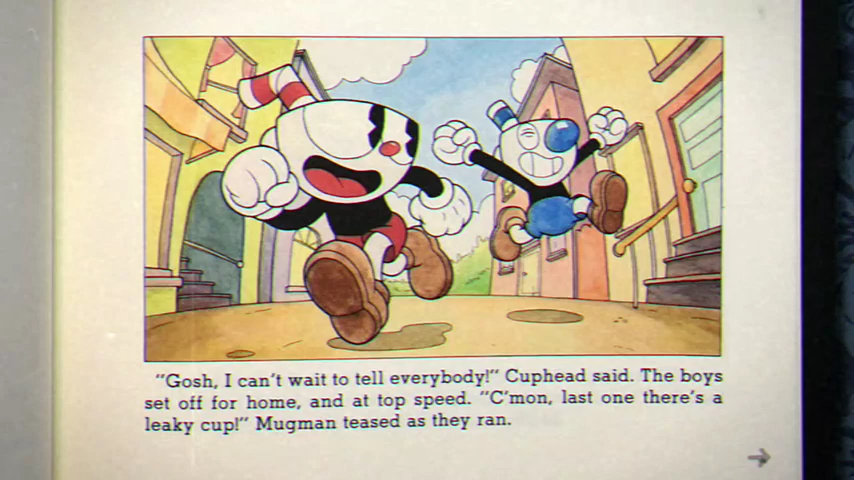 "Gosh, I can't wait to tell everybody!" Cuphead said. The boys
set off for home, and at top speed. "C'mon, last one there's a
leaky cup!" Mugman teased as they ran.